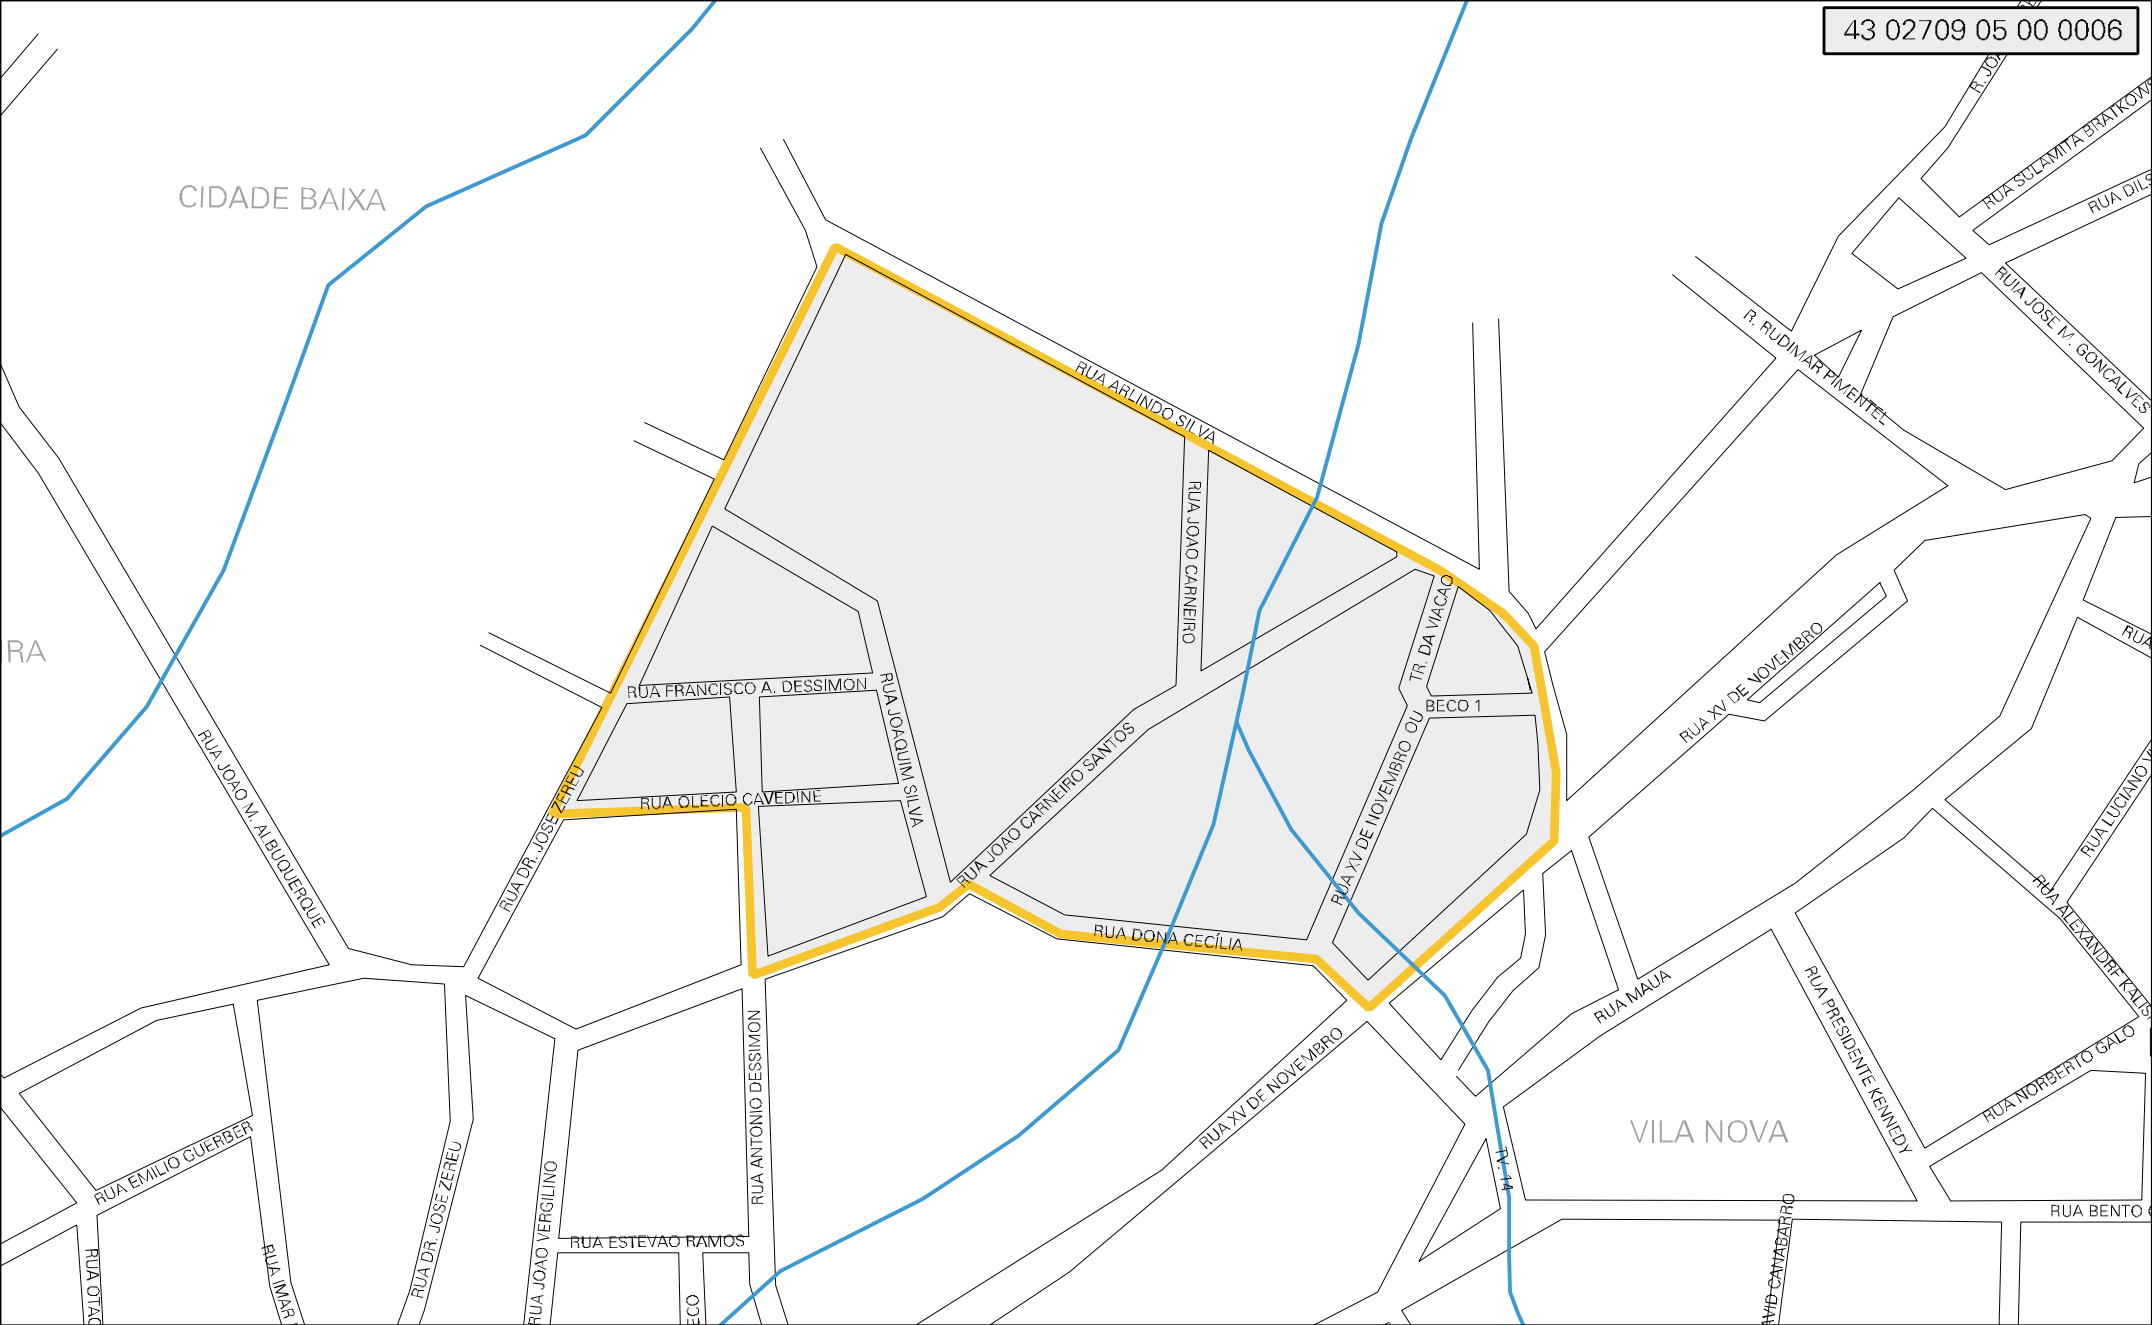 43 02709 05 00 0006
RUA SULAMITA
CIDADE BAIXA
RUA ARLINDO SILVA
R. RUDIMAR PIMENTEL
RUIA JOSE M. GONCALVES
RUA JOAO CARNEIRO
TR. DA VIACAO
RUA XV DE NOVEMBRO OU
BECO 1
RUA FRANCISCO A. DESSIMON
RUA JOAQUIM SILVA
RUA OLECIO CAVEDINE
RUA JOAO CARNEIRO SANTOS
RUA XV DE NOVEMBRO
RUA JOAO M. ALBUQUERQUE
RUA DR. JOSE ZEREU
RUA DONA CECÍLIA
RUA MAUA
RUA PRESIDENTE KENNEDY
RUA ALEXANDRE
RUA LUCIANO
RUA NORBERTO GALO
VILA NOVA
RUA XV DE NOVEMBRO
RUA ANTONIO DESSIMON
RUA EMILIO GUERBER
RUA DR. JOSE ZEREU
RUA JOAO VERGILINO
RUA ESTEVAO RAMOS
TV. 14
RUA BENTO
RUA IMAR
RUA